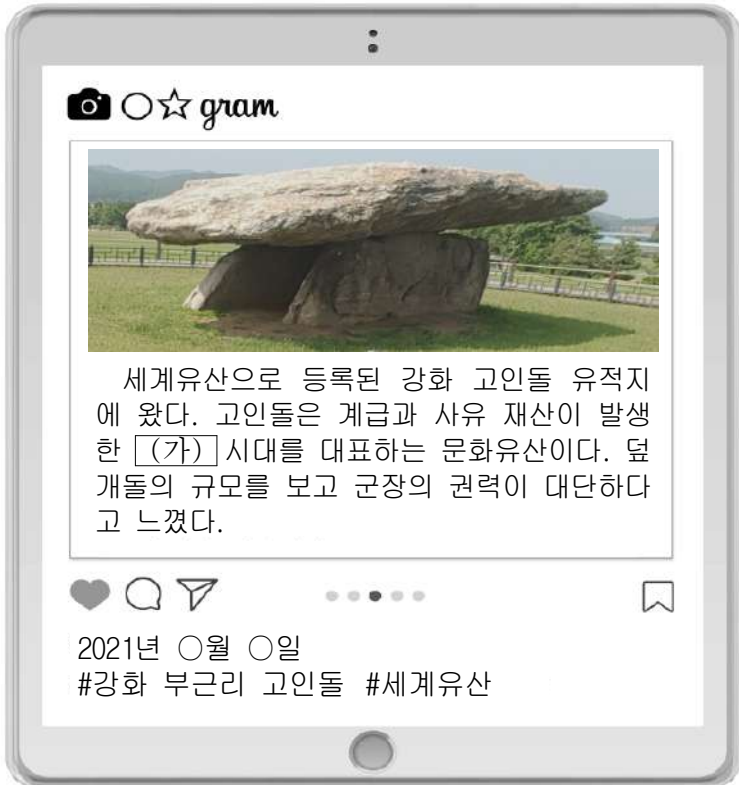 ○☆ gram
세계유산으로 등록된 강화 고인돌 유적지
에 왔다. 고인돌은 계급과 사유 재산이 발생
한 (가) 시대를 대표하는 문화유산이다. 덮
개돌의 규모를 보고 군장의 권력이 대단하다
고 느꼈다.
2021년 ○월 ○일
#강화 부근리 고인돌 #세계유산